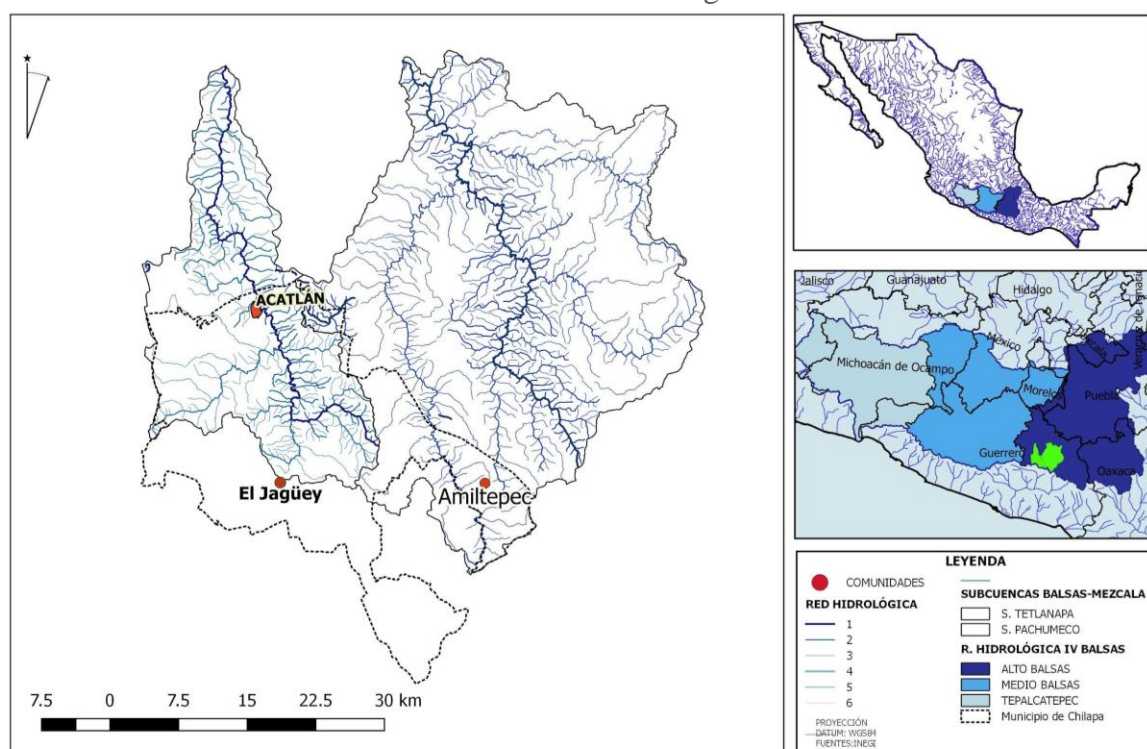 ACATLÁN
El Jagüey
Amiltepec
7.5 0 7.5 15 22.5 30 km
Jalisco
Guanajuato
Hidalgo
México
Michoacán de Ocampo
Morelos
Puebla
Guerrero
Oaxaca
LEYENDA
COMUNIDADES
RED HIDROLÓGICA
1
2
3
4
5
6
PROYECCIÓN
DATUM: WGS84
FUENTES:INEGI
SUBCUENCAS BALSAS-MEZCALA
S. TETLANAPA
S. PACHUMECO
R. HIDROLÓGICA IV BALSAS
ALTO BALSAS
MEDIO BALSAS
TEPALCATEPEC
Municipio de Chilapa